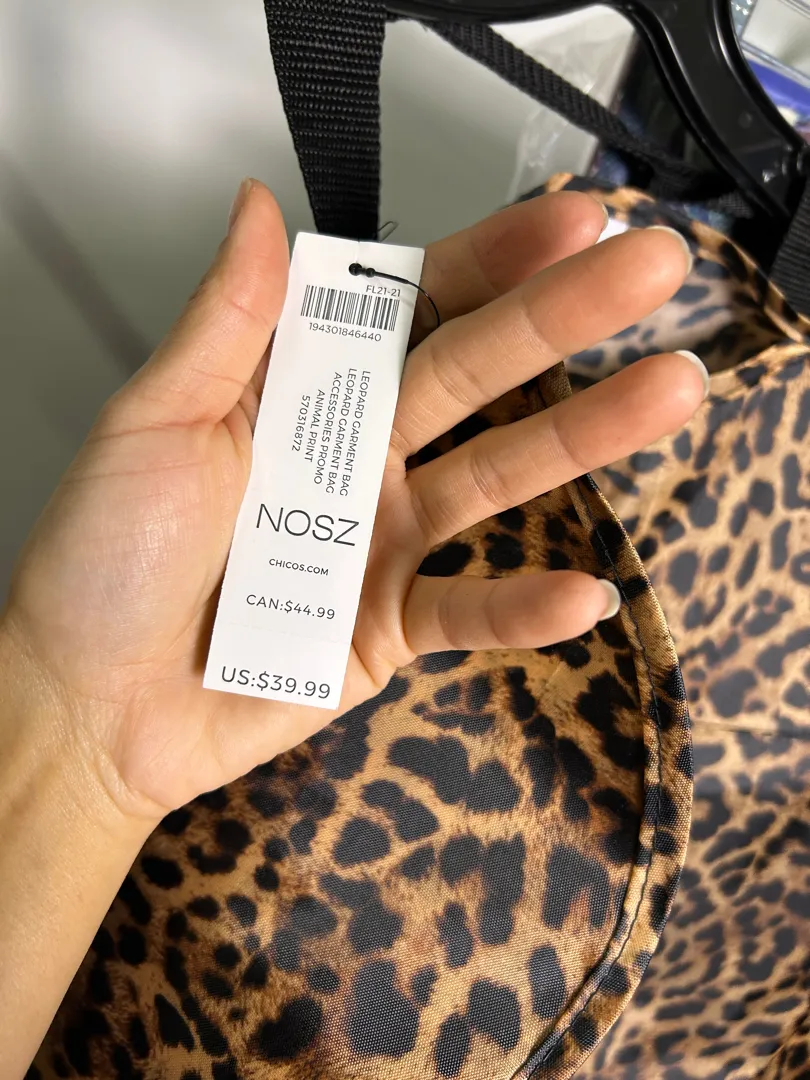 FL21-21
194301846440
LEOPARD GARMENT BAG
LEOPARD GARMENT BAG
ACCESSORIES PROMO
ANIMAL PRINT
570316872
NOSZ
CHICOS.COM
CAN:$44.99
US:$39.99